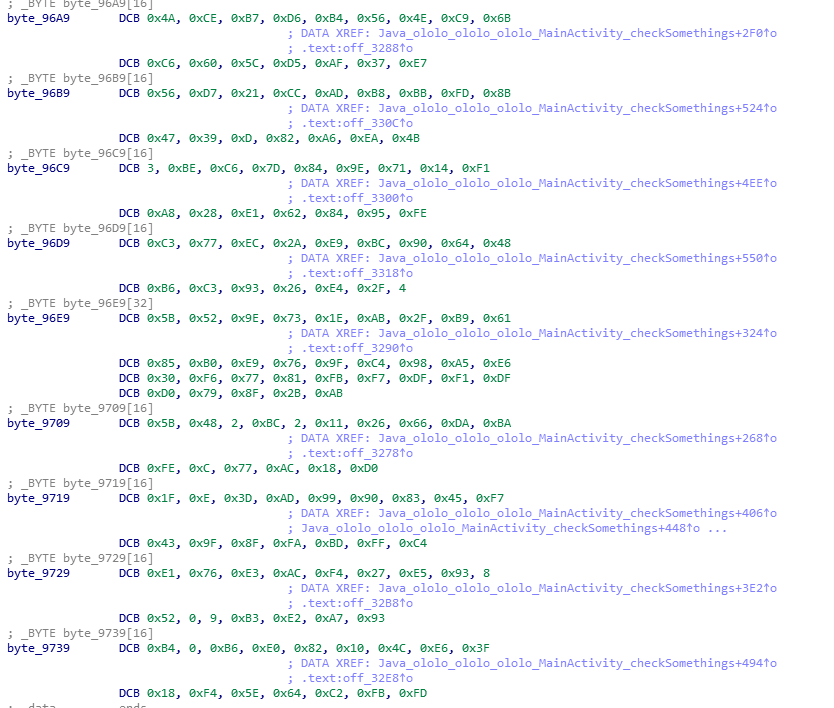 ; _BYTE byte_96A9[16]
byte_96A9 DCB 0x4A, 0xCE, 0xB7, 0xD6, 0xB4, 0x56, 0x4E, 0xC9, 0x6B
; DATA XREF: Java_ololo_ololo_ololo_MainActivity_checkSomethings+2F0↑o
; .text:off_3288↑o
DCB 0xC6, 0x60, 0x5C, 0xD5, 0xAF, 0x37, 0xE7
; _BYTE byte_96B9[16]
byte_96B9 DCB 0x56, 0xD7, 0x21, 0xCC, 0xAD, 0xB8, 0xBB, 0xFD, 0x8B
; DATA XREF: Java_ololo_ololo_ololo_MainActivity_checkSomethings+524↑o
; .text:off_330C↑o
DCB 0x47, 0x39, 0xD, 0x82, 0xA6, 0xEA, 0x4B
; _BYTE byte_96C9[16]
byte_96C9 DCB 3, 0xBE, 0xC6, 0x7D, 0x84, 0x9E, 0x71, 0x14, 0xF1
; DATA XREF: Java_ololo_ololo_ololo_MainActivity_checkSomethings+4EE↑o
; .text:off_3300↑o
DCB 0xA8, 0x28, 0xE1, 0x62, 0x84, 0x95, 0xFE
; _BYTE byte_96D9[16]
byte_96D9 DCB 0xC3, 0x77, 0xEC, 0x2A, 0xE9, 0xBC, 0x90, 0x64, 0x48
; DATA XREF: Java_ololo_ololo_ololo_MainActivity_checkSomethings+550↑o
; .text:off_3318↑o
DCB 0xB6, 0xC3, 0x93, 0x26, 0xE4, 0x2F, 4
; _BYTE byte_96E9[32]
byte_96E9 DCB 0x5B, 0x52, 0x9E, 0x73, 0x1E, 0xAB, 0x2F, 0xB9, 0x61
; DATA XREF: Java_ololo_ololo_ololo_MainActivity_checkSomethings+324↑o
; .text:off_3290↑o
DCB 0x85, 0xB0, 0xE9, 0x76, 0x9F, 0xC4, 0x98, 0xA5, 0xE6
DCB 0x30, 0xF6, 0x77, 0x81, 0xFB, 0xF7, 0xDF, 0xF1, 0xDF
DCB 0xD0, 0x79, 0x8F, 0x2B, 0xAB
; _BYTE byte_9709[16]
byte_9709 DCB 0x5B, 0x48, 2, 0xBC, 2, 0x11, 0x26, 0x66, 0xDA, 0xBA
; DATA XREF: Java_ololo_ololo_ololo_MainActivity_checkSomethings+268↑o
; .text:off_3278↑o
DCB 0xFE, 0xC, 0x77, 0xAC, 0x18, 0xD0
; _BYTE byte_9719[16]
byte_9719 DCB 0x1F, 0xE, 0x3D, 0xAD, 0x99, 0x90, 0x83, 0x45, 0xF7
; DATA XREF: Java_ololo_ololo_ololo_MainActivity_checkSomethings+406↑o
; Java_ololo_ololo_ololo_MainActivity_checkSomethings+448↑o ...
DCB 0x43, 0x9F, 0x8F, 0xFA, 0xBD, 0xFF, 0xC4
; _BYTE byte_9729[16]
byte_9729 DCB 0xE1, 0x76, 0xE3, 0xAC, 0xF4, 0x27, 0xE5, 0x93, 8
; DATA XREF: Java_ololo_ololo_ololo_MainActivity_checkSomethings+3E2↑o
; .text:off_32B8↑o
DCB 0x52, 0, 9, 0xB3, 0xE2, 0xA7, 0x93
; _BYTE byte_9739[16]
byte_9739 DCB 0xB4, 0, 0xB6, 0xE0, 0x82, 0x10, 0x4C, 0xE6, 0x3F
; DATA XREF: Java_ololo_ololo_ololo_MainActivity_checkSomethings+494↑o
; .text:off_32E8↑o
DCB 0x18, 0xF4, 0x5E, 0x64, 0xC2, 0xFB, 0xFD
; .data ends